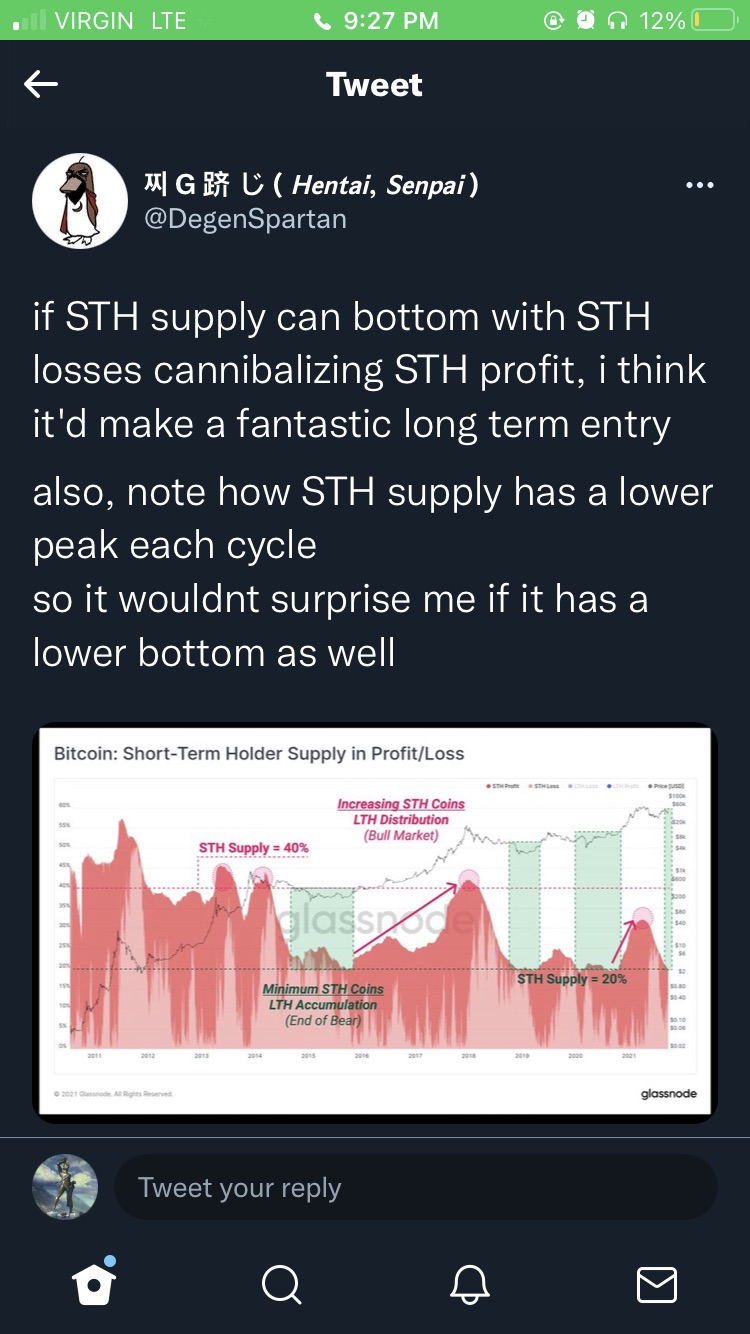 VIRGIN LTE 9:27 PM 12%
Tweet
찌 G 跻 じ ( Hentai, Senpai )
@DegenSpartan
if STH supply can bottom with STH
losses cannibalizing STH profit, i think
it'd make a fantastic long term entry
also, note how STH supply has a lower
peak each cycle
so it wouldnt surprise me if it has a
lower bottom as well
Bitcoin: Short-Term Holder Supply in Profit/Loss
STH Profit STH Loss LTH Loss LTH Profit Price [USD]
60%
55%
50%
45%
40%
35%
30%
25%
20%
15%
10%
5%
0%
Increasing STH Coins
LTH Distribution
(Bull Market)
STH Supply = 40%
glassnode
Minimum STH Coins
LTH Accumulation
(End of Bear)
STH Supply = 20%
$100k
$60k
$20k
$8k
$4k
$1k
$600
$200
$80
$40
$10
$6
$2
$0.80
$0.40
$0.10
$0.06
$0.02
2011 2012 2013 2014 2015 2016 2017 2018 2019 2020 2021
© 2021 Glassnode. All Rights Reserved.
glassnode
Tweet your reply